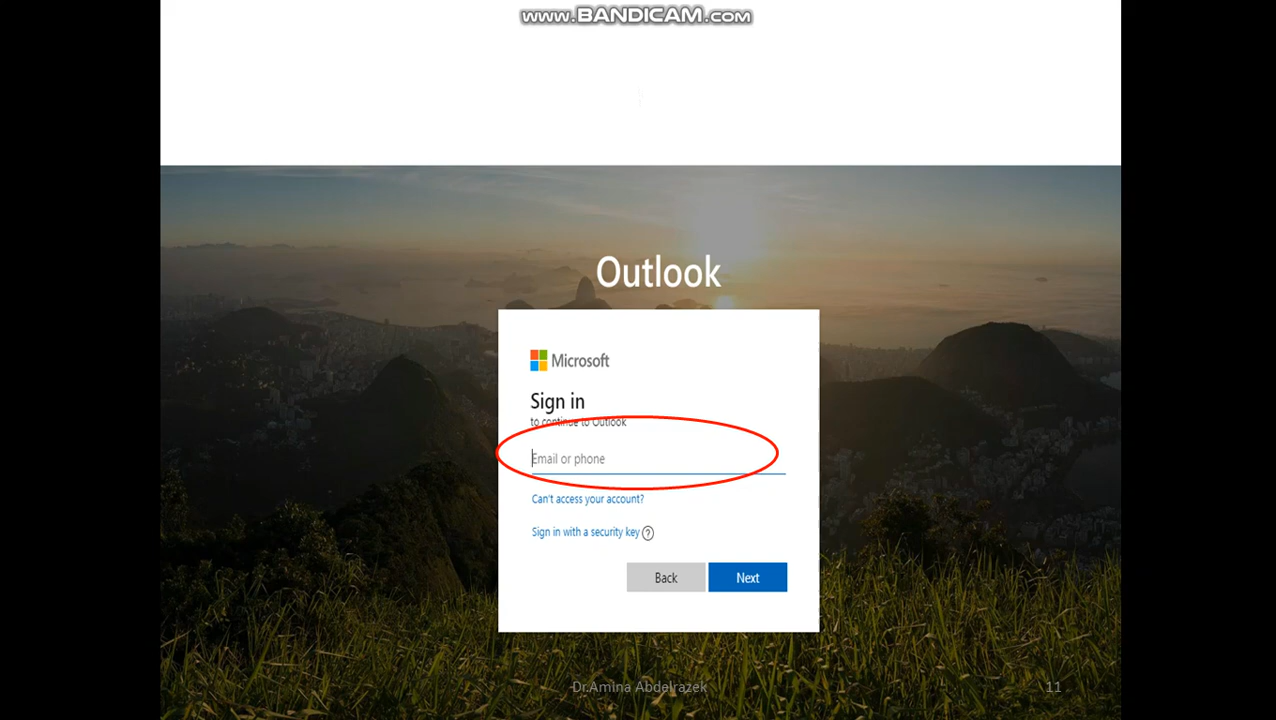 www.BANDICAM.com
Outlook
Microsoft
Sign in
to continue to Outlook
Email or phone
Can't access your account?
Sign in with a security key ?
Back Next
Dr.Amina Abdelrazek 11